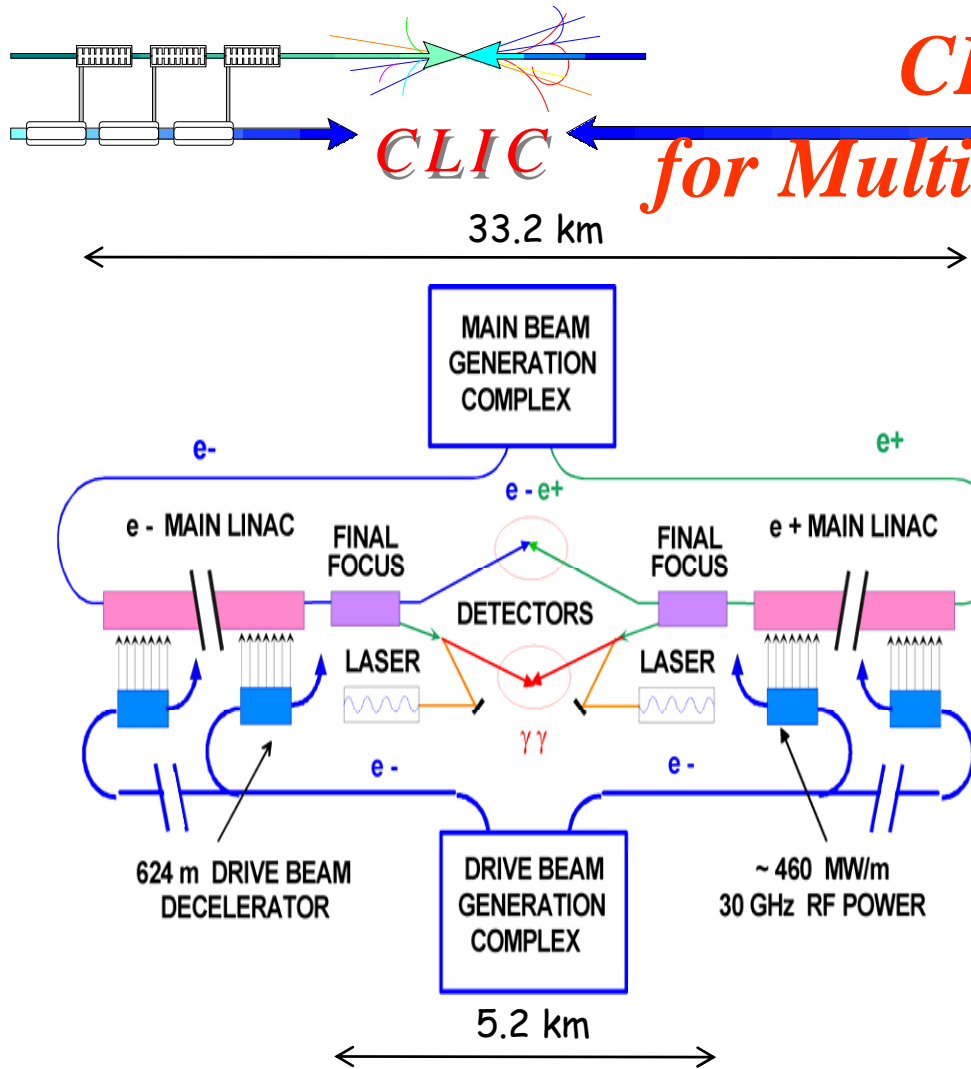 CLIC
for Multi
33.2 km
MAIN BEAM
GENERATION
COMPLEX
e-
e+
e - e+
e - MAIN LINAC
FINAL
FOCUS
FINAL
FOCUS
e + MAIN LINAC
DETECTORS
LASER
LASER
γ γ
e -
e -
624 m DRIVE BEAM
DECELERATOR
DRIVE BEAM
GENERATION
COMPLEX
~ 460 MW/m
30 GHz RF POWER
5.2 km